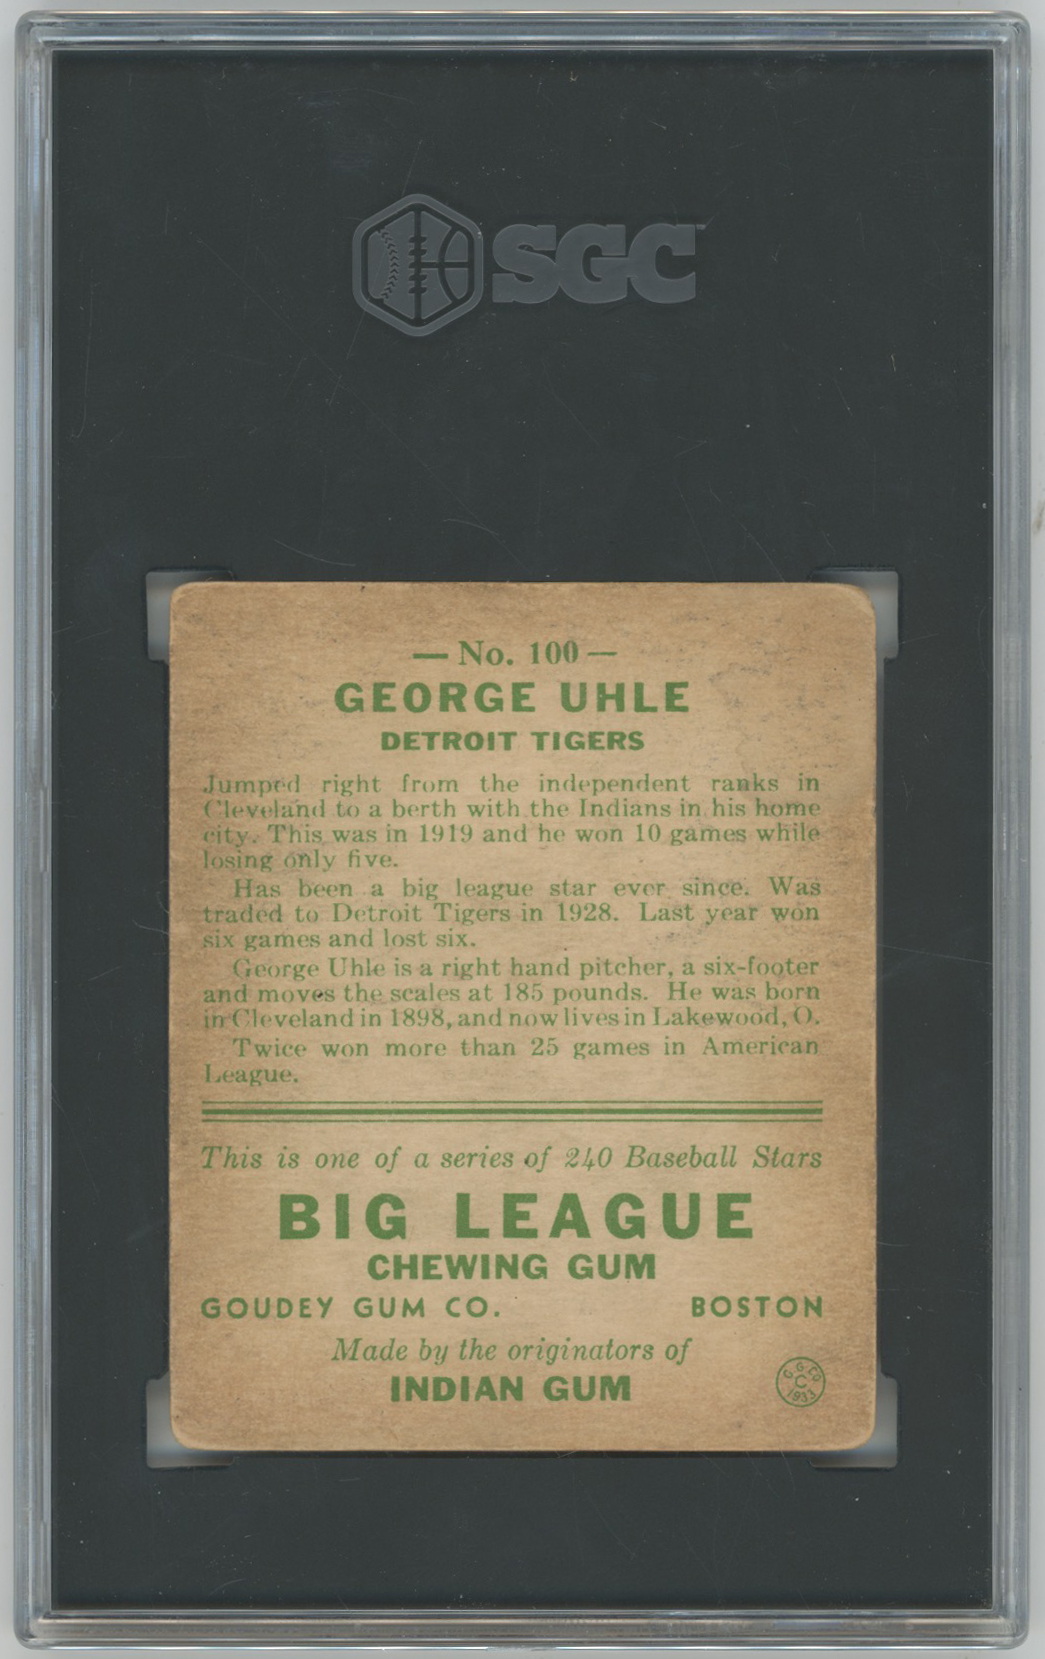 SGC
— No. 100 —
GEORGE UHLE
DETROIT TIGERS
Jumped right from the independent ranks in
Cleveland to a berth with the Indians in his home
city. This was in 1919 and he won 10 games while
losing only five.
Has been a big league star ever since. Was
traded to Detroit Tigers in 1928. Last year won
six games and lost six.
George Uhle is a right hand pitcher, a six-footer
and moves the scales at 185 pounds. He was born
in Cleveland in 1898, and now lives in Lakewood, O.
Twice won more than 25 games in American
League.
This is one of a series of 240 Baseball Stars
BIG LEAGUE
CHEWING GUM
GOUDEY GUM CO. BOSTON
Made by the originators of
INDIAN GUM
G.G.CO
C
1933